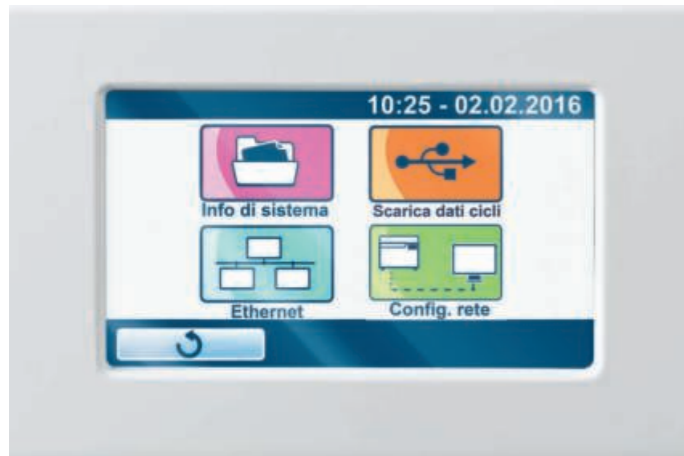 10:25 - 02.02.2016
Info di sistema
Scarica dati cicli
Ethernet
Config. rete